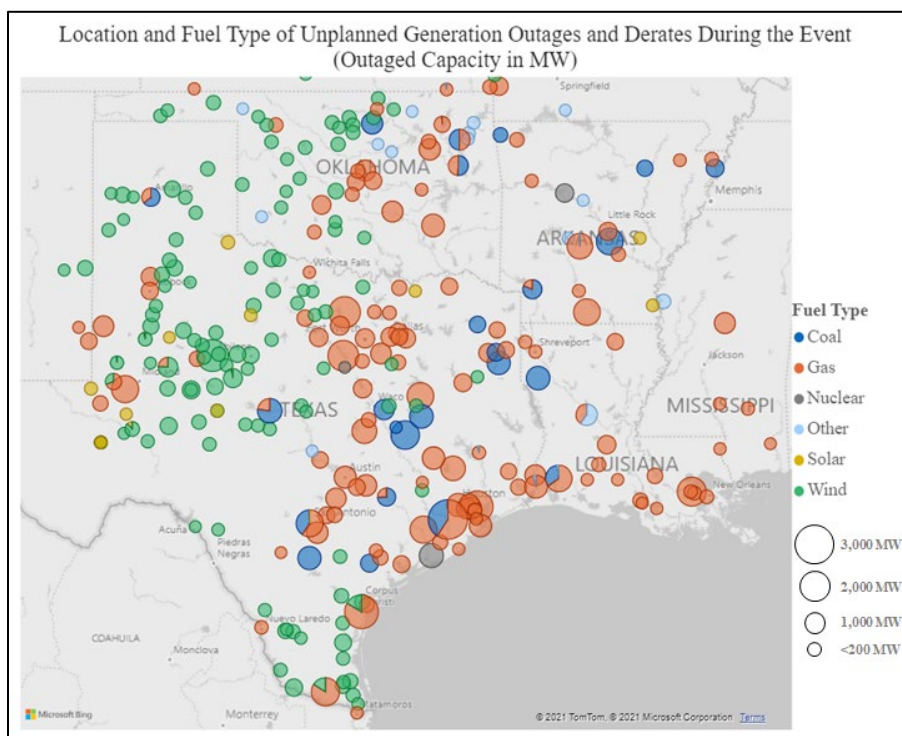 Location and Fuel Type of Unplanned Generation Outages and Derates During the Event
(Outaged Capacity in MW)
Springfield
OKLAHOMA
Amarillo
Memphis
Little Rock
ARKANSAS
Wichita Falls
Fuel Type
Coal
Gas
Nuclear
Other
Solar
Wind
Shreveport
Jackson
Waco
TEXAS
MISSISSIPPI
LOUISIANA
Austin
New Orleans
Houston
Acuña
Piedras
Negras
Corpus
Nuevo Laredo
COAHUILA
Monclova
Matamoros
Monterrey
3,000 MW
2,000 MW
1,000 MW
<200 MW
Microsoft Bing
© 2021 TomTom, © 2021 Microsoft Corporation Terms